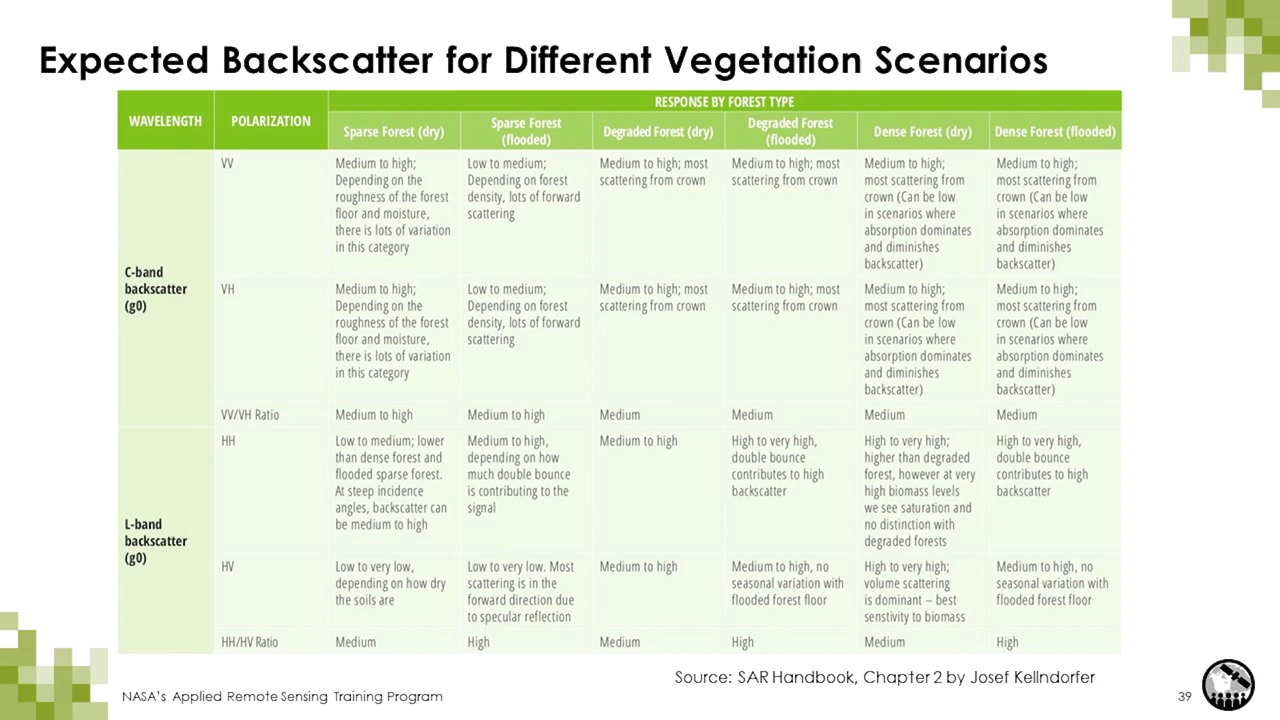 Expected Backscatter for Different Vegetation Scenarios
WAVELENGTH
POLARIZATION
RESPONSE BY FOREST TYPE
Sparse Forest (dry)
Sparse Forest
(flooded)
Degraded Forest (dry)
Degraded Forest
(flooded)
Dense Forest (dry)
Dense Forest (flooded)
C-band
backscatter
(g0)
VV
Medium to high;
Depending on the
roughness of the forest
floor and moisture,
there is lots of variation
in this category
Low to medium;
Depending on forest
density, lots of forward
scattering
Medium to high; most
scattering from crown
Medium to high; most
scattering from crown
Medium to high;
most scattering from
crown (Can be low
in scenarios where
absorption dominates
and diminishes
backscatter)
Medium to high;
most scattering from
crown (Can be low
in scenarios where
absorption dominates
and diminishes
backscatter)
VH
Medium to high;
Depending on the
roughness of the forest
floor and moisture,
there is lots of variation
in this category
Low to medium;
Depending on forest
density, lots of forward
scattering
Medium to high; most
scattering from crown
Medium to high; most
scattering from crown
Medium to high;
most scattering from
crown (Can be low
in scenarios where
absorption dominates
and diminishes
backscatter)
Medium to high;
most scattering from
crown (Can be low
in scenarios where
absorption dominates
and diminishes
backscatter)
VV/VH Ratio
Medium to high
Medium to high
Medium
Medium
Medium
Medium
L-band
backscatter
(g0)
HH
Low to medium; lower
than dense forest and
flooded sparse forest.
At steep incidence
angles, backscatter can
be medium to high
Medium to high,
depending on how
much double bounce
is contributing to the
signal
Medium to high
High to very high,
double bounce
contributes to high
backscatter
High to very high;
higher than degraded
forest, however at very
high biomass levels
we see saturation and
no distinction with
degraded forests
High to very high,
double bounce
contributes to high
backscatter
HV
Low to very low,
depending on how dry
the soils are
Low to very low. Most
scattering is in the
forward direction due
to specular reflection
Medium to high
Medium to high, no
seasonal variation with
flooded forest floor
High to very high;
volume scattering
is dominant – best
senstivity to biomass
Medium to high, no
seasonal variation with
flooded forest floor
HH/HV Ratio
Medium
High
Medium
High
Medium
High
Source: SAR Handbook, Chapter 2 by Josef Kellndorfer
NASA's Applied Remote Sensing Training Program
39